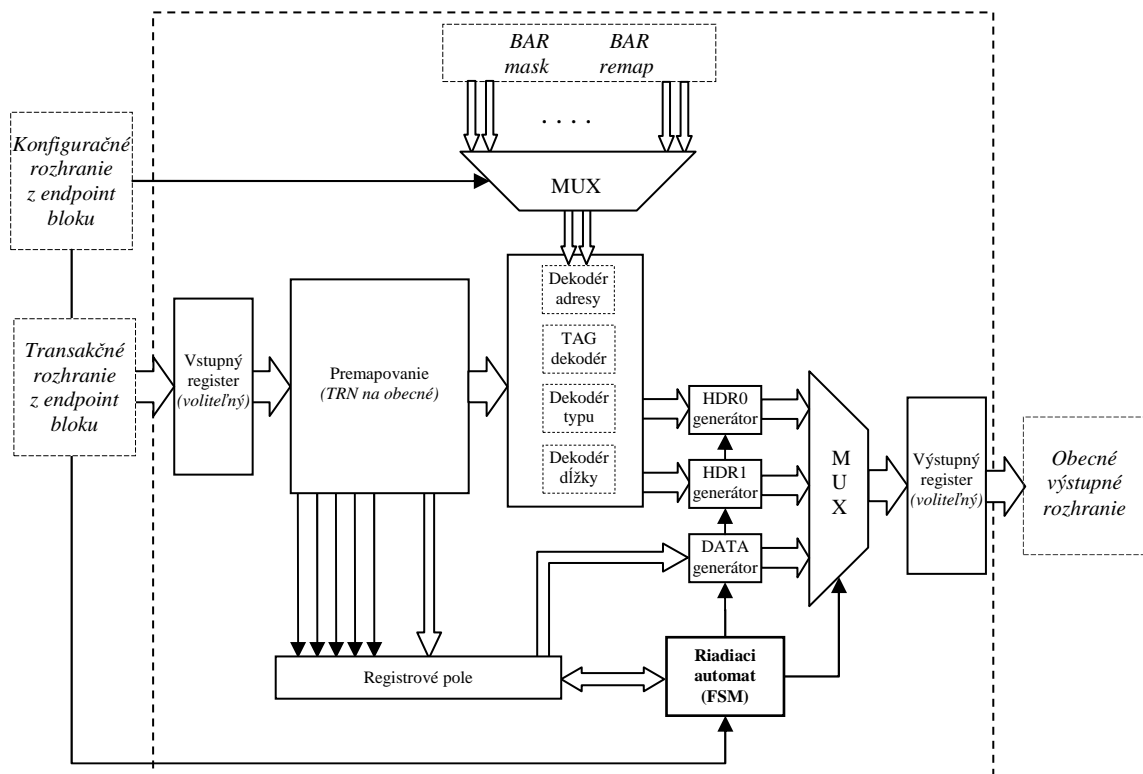 BAR BAR
mask remap
. . . .
Konfiguračné
rozhranie
z endpoint
bloku
MUX
Dekodér
adresy
TAG
dekodér
Dekodér
typu
Dekodér
dĺžky
Transakčné
rozhranie
z endpoint
bloku
Vstupný
register
(voliteľný)
Premapovanie
(TRN na obecné)
HDR0
generátor
HDR1
generátor
DATA
generátor
M
U
X
Výstupný
register
(voliteľný)
Obecné
výstupné
rozhranie
Registrové pole
Riadiaci
automat
(FSM)